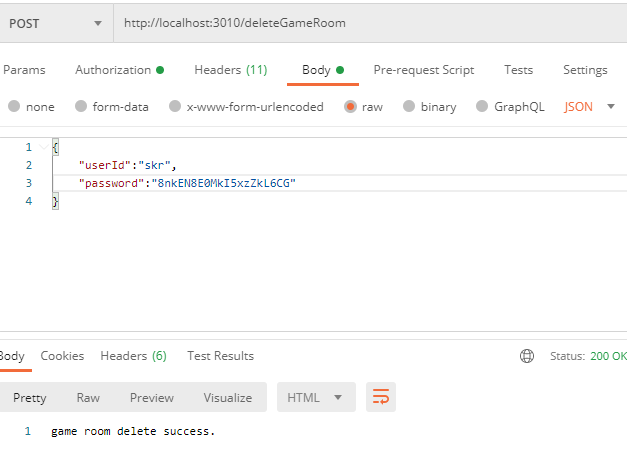 POST http://localhost:3010/deleteGameRoom
Params Authorization Headers (11) Body Pre-request Script Tests Settings
none form-data x-www-form-urlencoded raw binary GraphQL JSON
1 {
2 "userId":"skr",
3 "password":"8nkEN8E0MkI5xzZkL6CG"
4 }
Body Cookies Headers (6) Test Results Status: 200 OK
Pretty Raw Preview Visualize HTML
1 game room delete success.